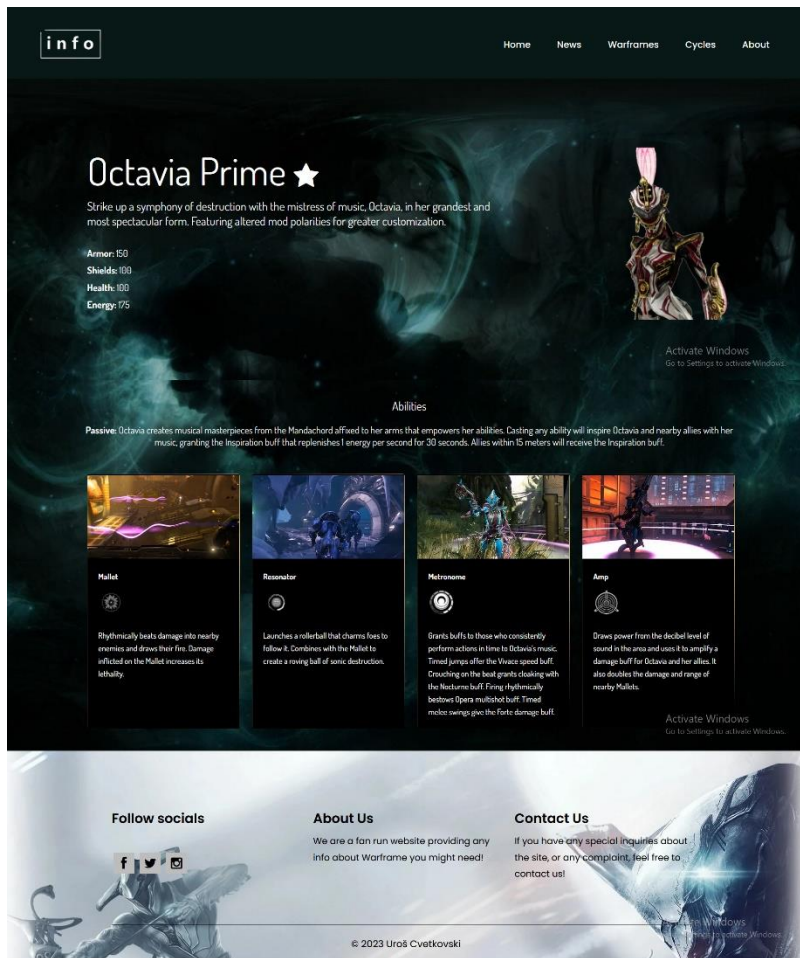 info
Home News Warframes Cycles About
Octavia Prime
Strike up a symphony of destruction with the mistress of music, Octavia, in her grandest and
most spectacular form. Featuring altered mod polarities for greater customization.
Armor: 150
Shields: 100
Health: 100
Energy: 175
Activate Windows
Go to Settings to activate Windows.
Abilities
Passive: Octavia creates musical masterpieces from the Mandachord affixed to her arms that empowers her abilities. Casting any ability will inspire Octavia and nearby allies with her
music, granting the Inspiration buff that replenishes 1 energy per second for 30 seconds. Allies within 15 meters will receive the Inspiration buff.
Mallet
Rhythmically beats damage into nearby
enemies and draws their fire. Damage
inflicted on the Mallet increases its
lethality.
Resonator
Launches a rollerball that charms foes to
follow it. Combines with the Mallet to
create a roving ball of sonic destruction.
Metronome
Grants buffs to those who consistently
perform actions in time to Octavia's music.
Timed jumps offer the Vivace speed buff.
Crouching on the beat grants cloaking with
the Nocturne buff. Firing rhythmically
bestows Opera multishot buff. Timed
melee swings give the Forte damage buff.
Amp
Draws power from the decibel level of
sound in the area and uses it to amplify a
damage buff for Octavia and her allies. It
also doubles the damage and range of
nearby Mallets.
Activate Windows
Go to Settings to activate Windows.
Follow socials
About Us
We are a fan run website providing any
info about Warframe you might need!
Contact Us
If you have any special inquiries about
the site, or any complaint, feel free to
contact us!
Windows
to activate Windows.
© 2023 Uroš Cvetkovski